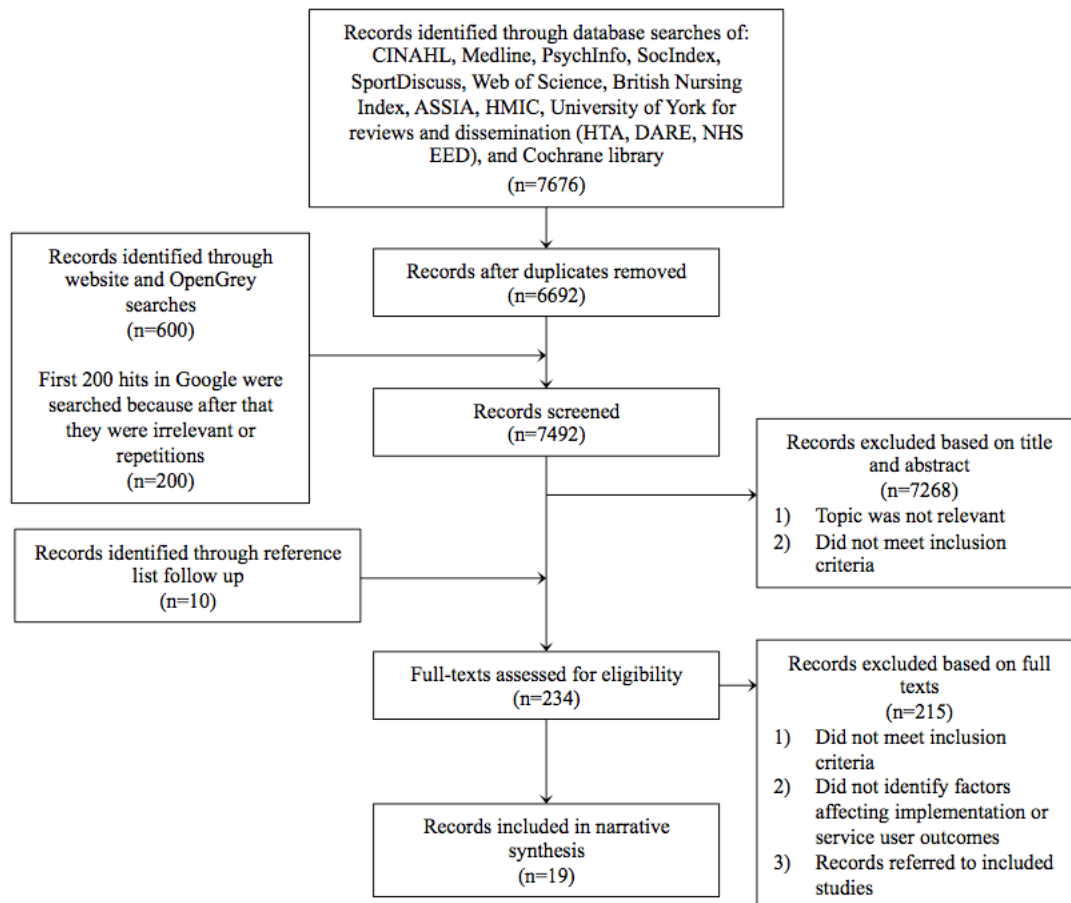 Records identified through database searches of:
CINAHL, Medline, PsychInfo, SocIndex,
SportDiscuss, Web of Science, British Nursing
Index, ASSIA, HMIC, University of York for
reviews and dissemination (HTA, DARE, NHS
EED), and Cochrane library
(n=7676)
Records identified through
website and OpenGrey
searches
(n=600)
First 200 hits in Google were
searched because after that
they were irrelevant or
repetitions
(n=200)
Records after duplicates removed
(n=6692)
Records screened
(n=7492)
Records excluded based on title
and abstract
(n=7268)
1) Topic was not relevant
2) Did not meet inclusion
criteria
Records identified through reference
list follow up
(n=10)
Full-texts assessed for eligibility
(n=234)
Records excluded based on full
texts
(n=215)
1) Did not meet inclusion
criteria
2) Did not identify factors
affecting implementation or
service user outcomes
3) Records referred to included
studies
Records included in narrative
synthesis
(n=19)